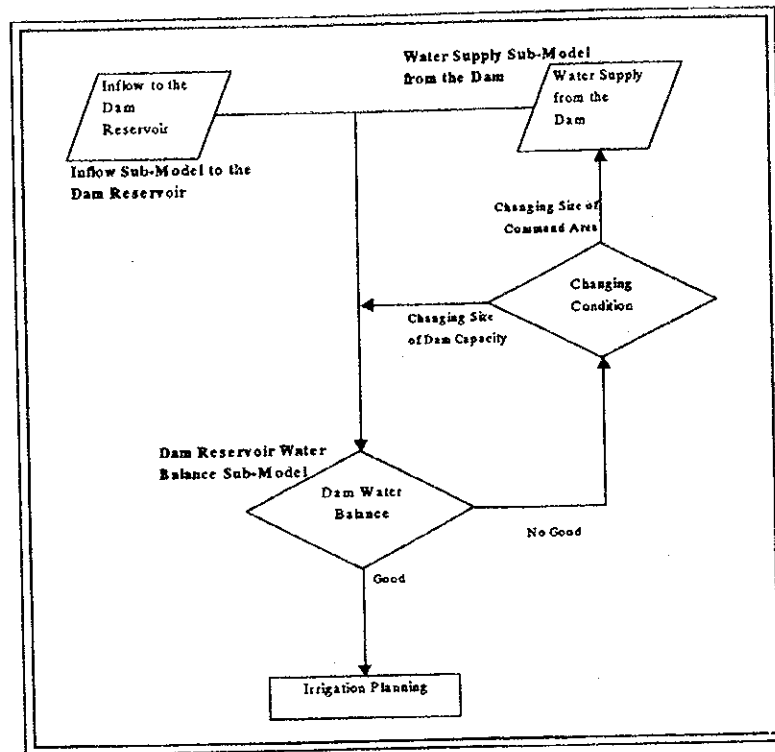 Inflow to the
Dam
Reservoir
Inflow Sub-Model to the
Dam Reservoir
Water Supply Sub-Model
from the Dam
Water Supply
from the
Dam
Changing Size of
Command Area
Changing
Condition
Changing Size
of Dam Capacity
Dam Reservoir Water
Balance Sub-Model
Dam Water
Balance
No Good
Good
Irrigation Planning